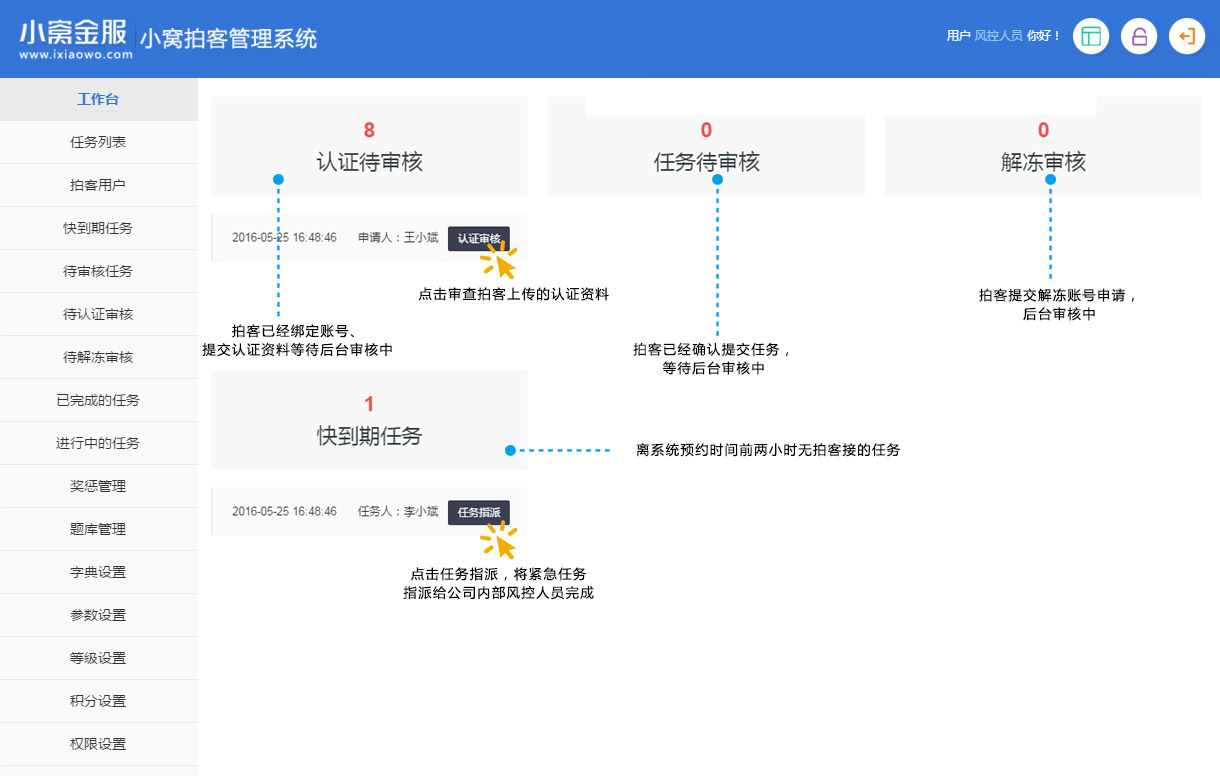 小窝金服
www.ixiaowo.com
小窝拍客管理系统
用户 风控人员 你好！
工作台
任务列表
拍客用户
快到期任务
待审核任务
待认证审核
待解冻审核
已完成的任务
进行中的任务
奖惩管理
题库管理
字典设置
参数设置
等级设置
积分设置
权限设置
8
认证待审核
0
任务待审核
0
解冻审核
2016-05-25 16:48:46 申请人：王小斌 认证审核
点击审查拍客上传的认证资料
拍客已经绑定账号、
提交认证资料等待后台审核中
拍客已经确认提交任务，
等待后台审核中
拍客提交解冻账号申请，
后台审核中
1
快到期任务
离系统预约时间前两小时无拍客接的任务
2016-05-25 16:48:46 任务人：李小斌 任务指派
点击任务指派，将紧急任务
指派给公司内部风控人员完成